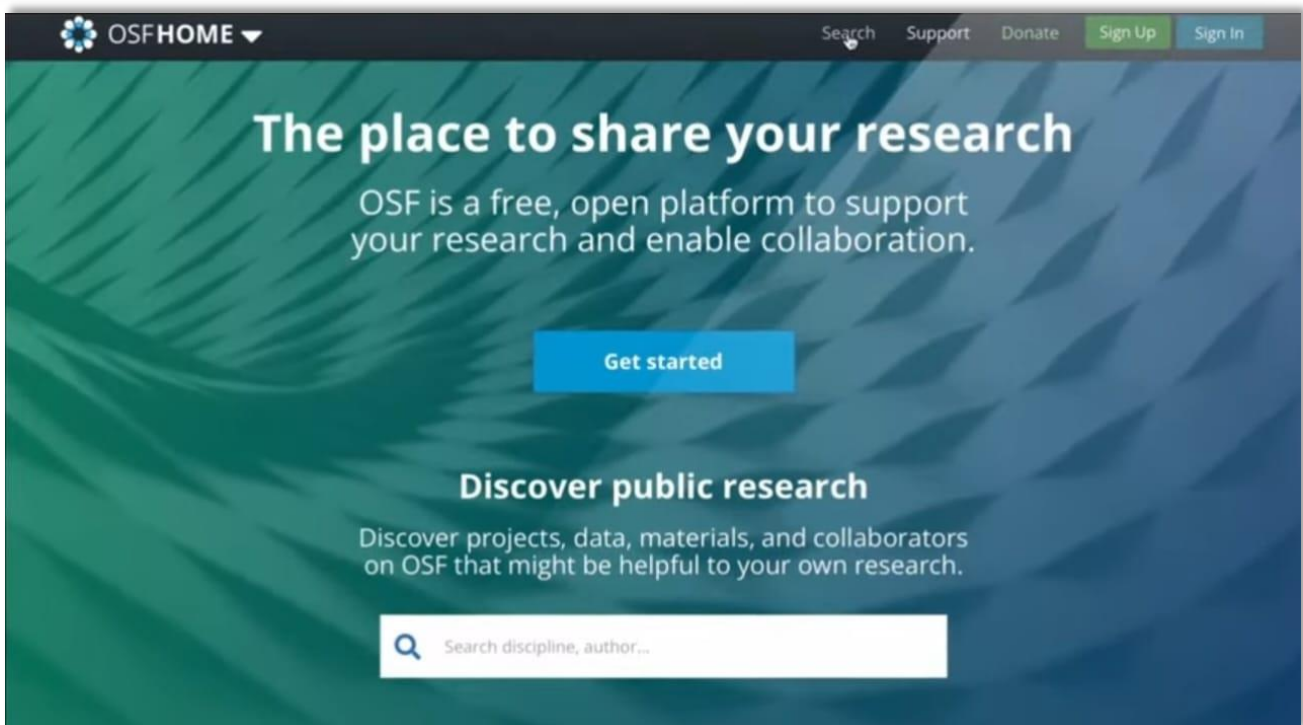 OSFHOME
Search Support Donate Sign Up Sign In
The place to share your research
OSF is a free, open platform to support
your research and enable collaboration.
Get started
Discover public research
Discover projects, data, materials, and collaborators
on OSF that might be helpful to your own research.
Search discipline, author...